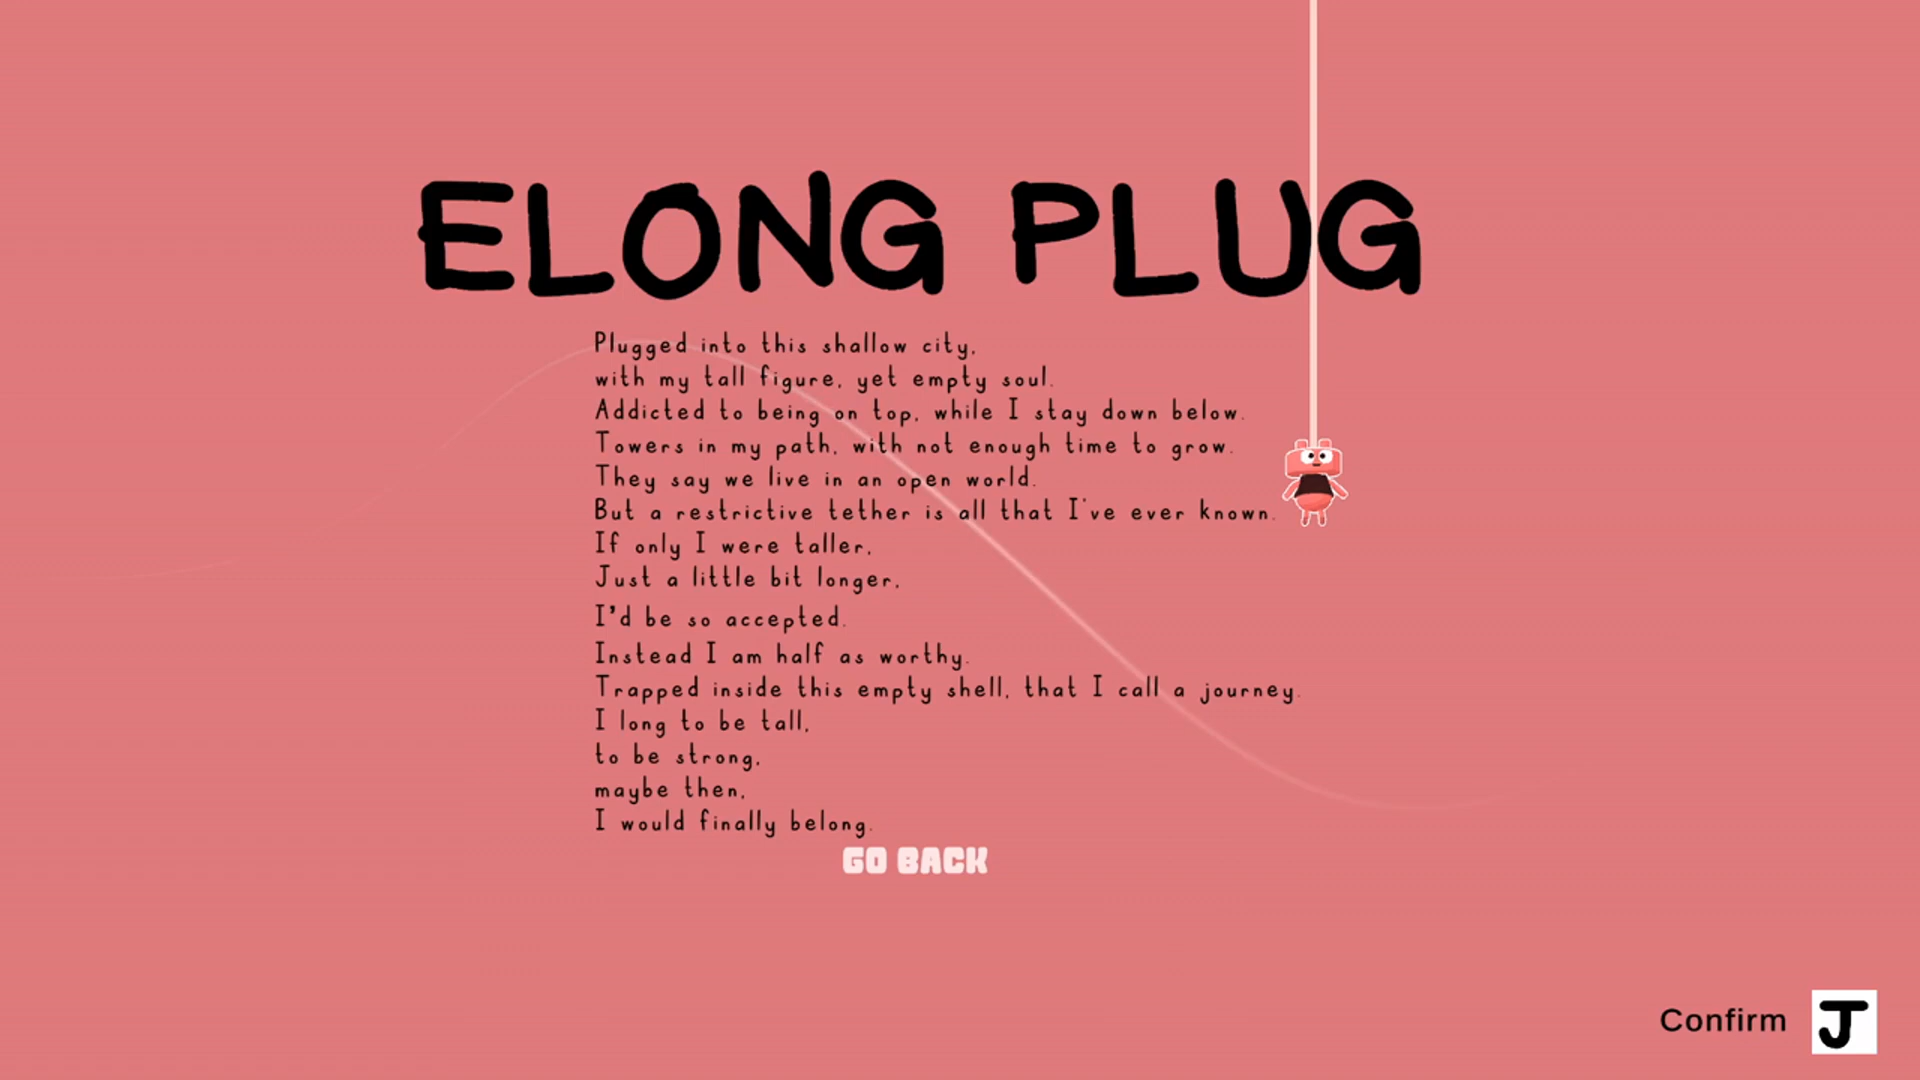 ELONG PLUG
Plugged into this shallow city,
with my tall figure, yet empty soul.
Addicted to being on top, while I stay down below.
Towers in my path, with not enough time to grow.
They say we live in an open world.
But a restrictive tether is all that I've ever known.
If only I were taller,
Just a little bit longer,
I'd be so accepted.
Instead I am half as worthy.
Trapped inside this empty shell, that I call a journey.
I long to be tall,
to be strong,
maybe then,
I would finally belong.
GO BACK
Confirm J